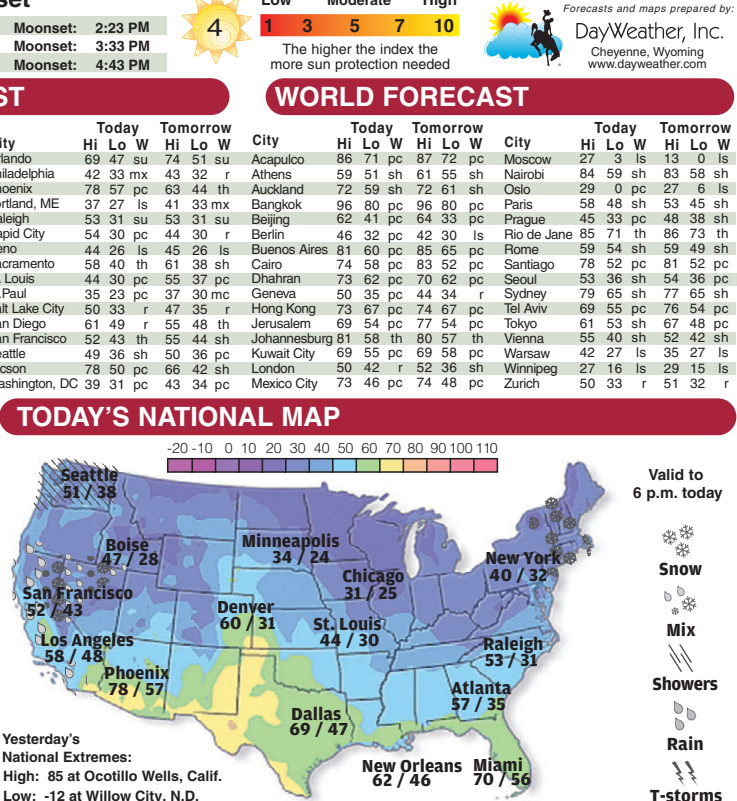 set
Moonset: 2:23 PM
Moonset: 3:33 PM
Moonset: 4:43 PM
4
Low Moderate High
1 3 5 7 10
The higher the index the
more sun protection needed
Forecasts and maps prepared by:
DayWeather, Inc.
Cheyenne, Wyoming
www.dayweather.com
ST
Today Tomorrow
ity Hi Lo W Hi Lo W
rlando 69 47 su 74 51 su
iladelphia 42 33 mx 43 32 r
oenix 78 57 pc 63 44 th
ortland, ME 37 27 ls 41 33 mx
aleigh 53 31 su 53 31 su
apid City 54 30 pc 44 30 r
eno 44 26 ls 45 26 ls
acramento 58 40 th 61 38 sh
. Louis 44 30 pc 55 37 pc
. Paul 35 23 pc 37 30 mc
alt Lake City 50 33 r 47 35 r
an Diego 61 49 r 55 48 th
an Francisco 52 43 th 55 44 sh
eattle 49 36 sh 50 36 pc
cson 78 50 pc 66 42 sh
ashington, DC 39 31 pc 43 34 pc
WORLD FORECAST
Today Tomorrow
City Hi Lo W Hi Lo W
Acapulco 86 71 pc 87 72 pc
Athens 59 51 sh 61 55 sh
Auckland 72 59 sh 72 61 sh
Bangkok 96 80 pc 96 80 pc
Beijing 62 41 pc 64 33 pc
Berlin 46 32 pc 42 30 ls
Buenos Aires 81 60 pc 85 65 pc
Cairo 74 58 pc 83 52 pc
Dhahran 73 62 pc 70 62 pc
Geneva 50 35 pc 44 34 r
Hong Kong 73 67 pc 74 67 pc
Jerusalem 69 54 pc 77 54 pc
Johannesburg 81 58 th 80 57 th
Kuwait City 69 55 pc 69 58 pc
London 50 42 r 52 36 sh
Mexico City 73 46 pc 74 48 pc
Today Tomorrow
City Hi Lo W Hi Lo W
Moscow 27 3 ls 13 0 ls
Nairobi 84 59 sh 83 58 sh
Oslo 29 0 pc 27 6 ls
Paris 58 48 sh 53 45 sh
Prague 45 33 pc 48 38 sh
Rio de Jane 85 71 th 86 73 th
Rome 59 54 sh 59 49 sh
Santiago 78 52 pc 81 52 pc
Seoul 53 36 sh 54 36 pc
Sydney 79 65 sh 77 65 sh
Tel Aviv 69 55 pc 76 54 pc
Tokyo 61 53 sh 67 48 pc
Vienna 55 40 sh 52 42 sh
Warsaw 42 27 ls 35 27 ls
Winnipeg 27 16 ls 29 15 ls
Zurich 50 33 r 51 32 r
TODAY'S NATIONAL MAP
-20 -10 0 10 20 30 40 50 60 70 80 90 100 110
Seattle
51 / 38
Boise
47 / 28
Minneapolis
34 / 24
Chicago
31 / 25
New York
40 / 32
San Francisco
52 / 43
Denver
60 / 31
St. Louis
44 / 30
Los Angeles
58 / 48
Raleigh
53 / 31
Phoenix
78 / 57
Atlanta
57 / 35
Dallas
69 / 47
New Orleans
62 / 46
Miami
70 / 56
Yesterday's
National Extremes:
High: 85 at Ocotillo Wells, Calif.
Low: -12 at Willow City, N.D.
Valid to
6 p.m. today
Snow
Mix
Showers
Rain
T-storms